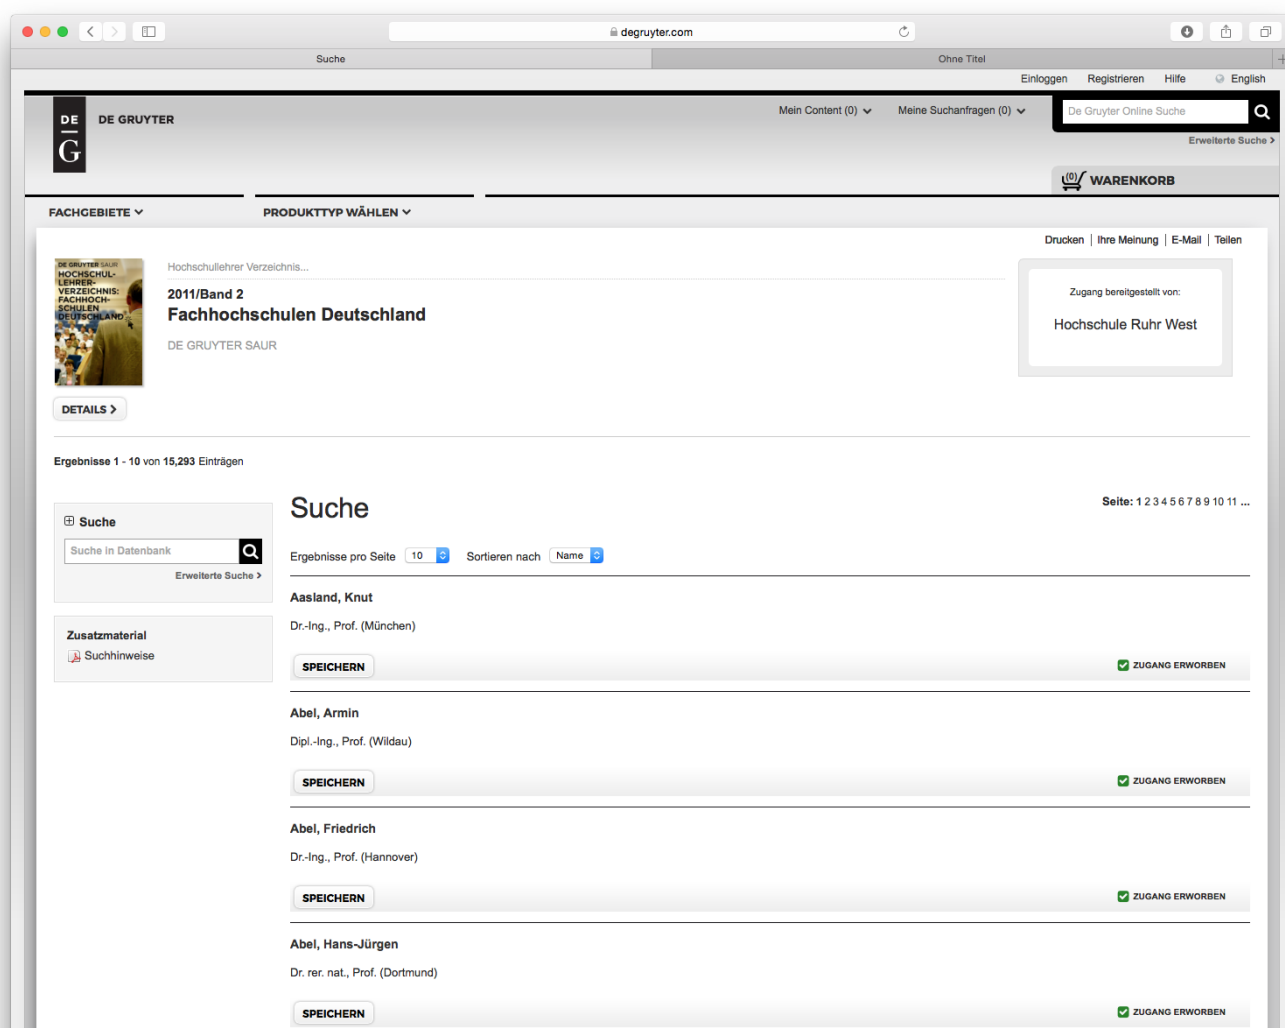 degruyter.com
Suche
Ohne Titel
Einloggen Registrieren Hilfe English
DE
G
DE GRUYTER
Mein Content (0)
Meine Suchanfragen (0)
De Gruyter Online Suche
Erweiterte Suche >
(0) WARENKORB
FACHGEBIETE
PRODUKTTYP WÄHLEN
Drucken | Ihre Meinung | E-Mail | Teilen
DE GRUYTER SAUR
HOCHSCHUL-
LEHRER-
VERZEICHNIS:
FACHHOCH-
SCHULEN
DEUTSCHLAND
Hochschullehrer Verzeichnis...
2011/Band 2
Fachhochschulen Deutschland
DE GRUYTER SAUR
Zugang bereitgestellt von:
Hochschule Ruhr West
DETAILS >
Ergebnisse 1 - 10 von 15,293 Einträgen
Suche
Suche in Datenbank
Erweiterte Suche >
Zusatzmaterial
Suchhinweise
Suche
Seite: 1 2 3 4 5 6 7 8 9 10 11 ...
Ergebnisse pro Seite 10 Sortieren nach Name
Aasland, Knut
Dr.-Ing., Prof. (München)
SPEICHERN
ZUGANG ERWORBEN
Abel, Armin
Dipl.-Ing., Prof. (Wildau)
SPEICHERN
ZUGANG ERWORBEN
Abel, Friedrich
Dr.-Ing., Prof. (Hannover)
SPEICHERN
ZUGANG ERWORBEN
Abel, Hans-Jürgen
Dr. rer. nat., Prof. (Dortmund)
SPEICHERN
ZUGANG ERWORBEN